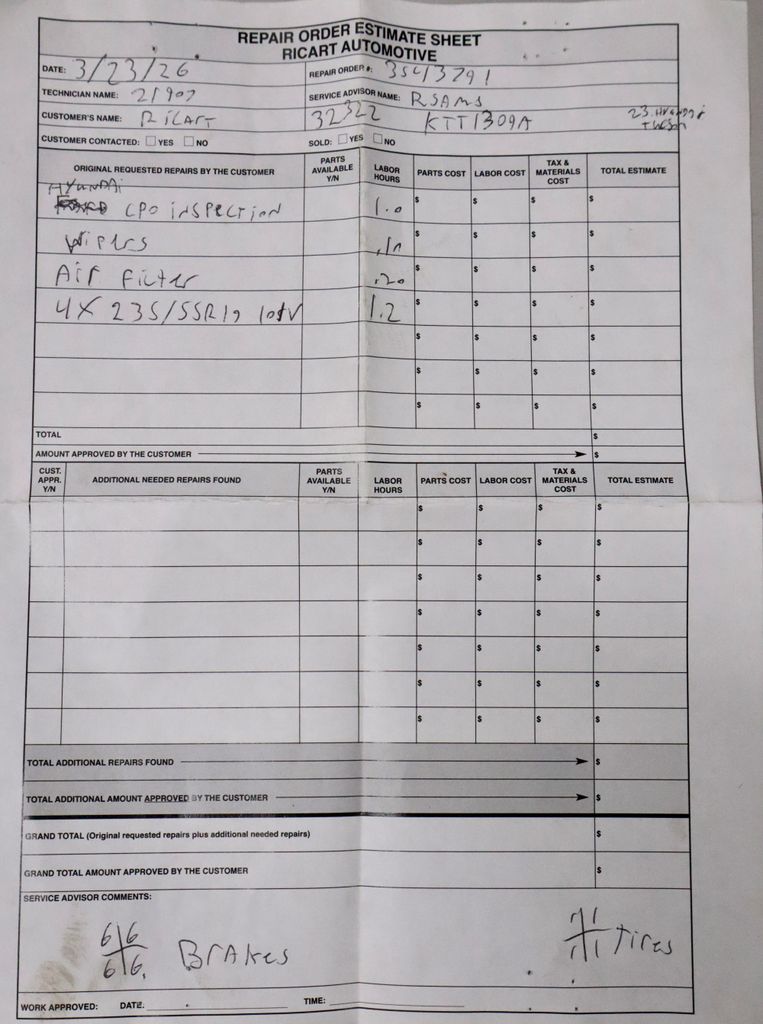 REPAIR ORDER ESTIMATE SHEET
RICART AUTOMOTIVE
DATE: 3/23/26
REPAIR ORDER #: 3543791
TECHNICIAN NAME: 21907
SERVICE ADVISOR NAME: RSAMS
CUSTOMER'S NAME: RiCART 32322 KTT1309A 23. HYUNDAI
TUCSON
CUSTOMER CONTACTED: ☐ YES ☐ NO SOLD: ☐ YES ☐ NO
ORIGINAL REQUESTED REPAIRS BY THE CUSTOMER PARTS AVAILABLE Y/N LABOR HOURS PARTS COST LABOR COST TAX & MATERIALS COST TOTAL ESTIMATE
HYUNDAi
CPO iNSPECTiON 1.0 $ $ $ $
Wipers $ $ $ $
Air Filter .20 $ $ $ $
4X 235/55R19 1.2 $ $ $ $
$ $ $ $
$ $ $ $
$ $ $ $
TOTAL $
AMOUNT APPROVED BY THE CUSTOMER $
CUST. APPR. Y/N ADDITIONAL NEEDED REPAIRS FOUND PARTS AVAILABLE Y/N LABOR HOURS PARTS COST LABOR COST TAX & MATERIALS COST TOTAL ESTIMATE
$ $ $ $
$ $ $ $
$ $ $ $
$ $ $ $
$ $ $ $
$ $ $ $
$ $ $ $
TOTAL ADDITIONAL REPAIRS FOUND $
TOTAL ADDITIONAL AMOUNT APPROVED BY THE CUSTOMER $
GRAND TOTAL (Original requested repairs plus additional needed repairs) $
GRAND TOTAL AMOUNT APPROVED BY THE CUSTOMER $
SERVICE ADVISOR COMMENTS:
6 6
6 6. BRAKes Tires
WORK APPROVED: DATE: TIME: